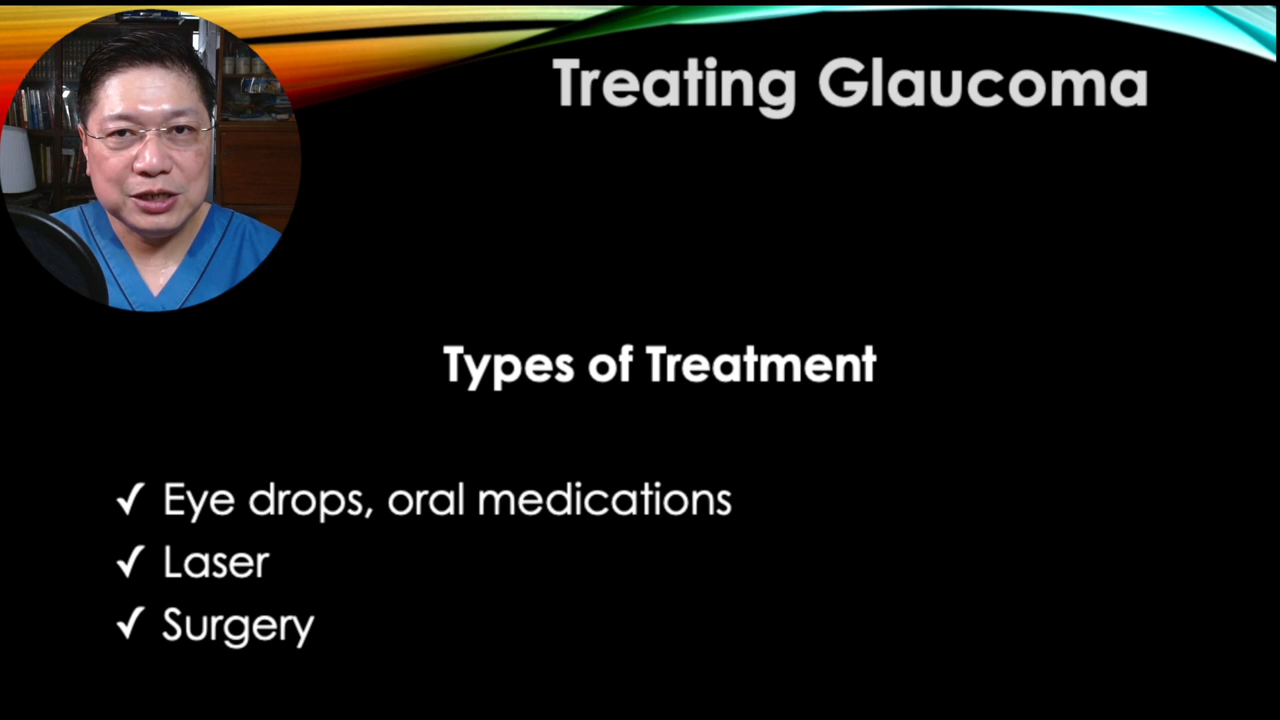 Treating Glaucoma
Types of Treatment
✓ Eye drops, oral medications
✓ Laser
✓ Surgery